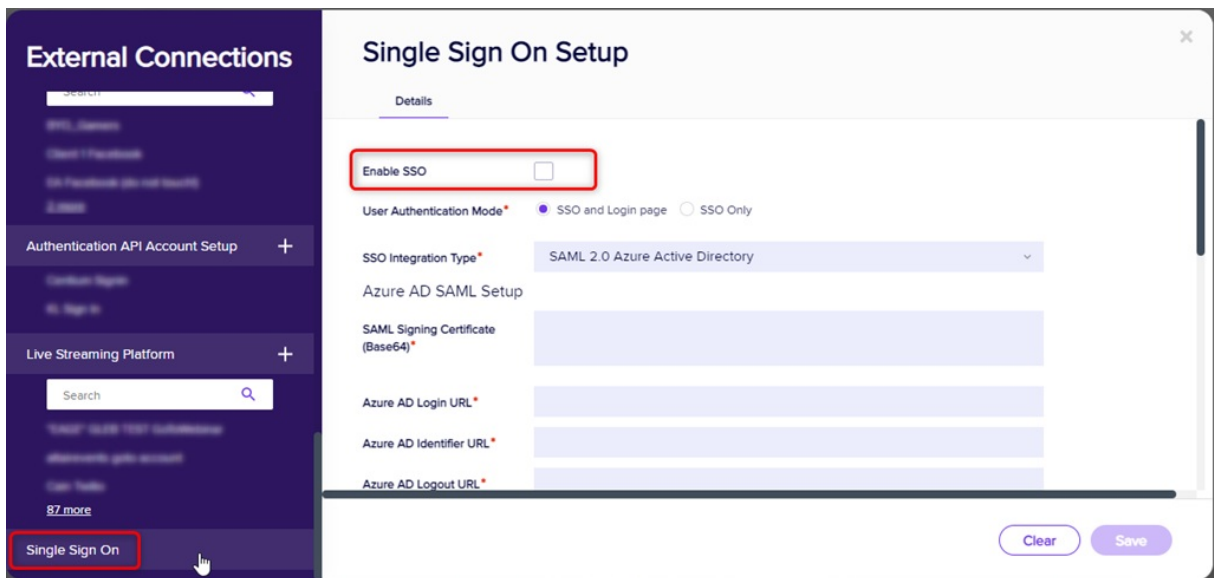 External Connections
Search
2 more
Authentication API Account Setup
Live Streaming Platform
Search
87 more
Single Sign On
Single Sign On Setup
Details
Enable SSO
User Authentication Mode* SSO and Login page SSO Only
SSO Integration Type* SAML 2.0 Azure Active Directory
Azure AD SAML Setup
SAML Signing Certificate
(Base64)*
Azure AD Login URL*
Azure AD Identifier URL*
Azure AD Logout URL*
Clear Save